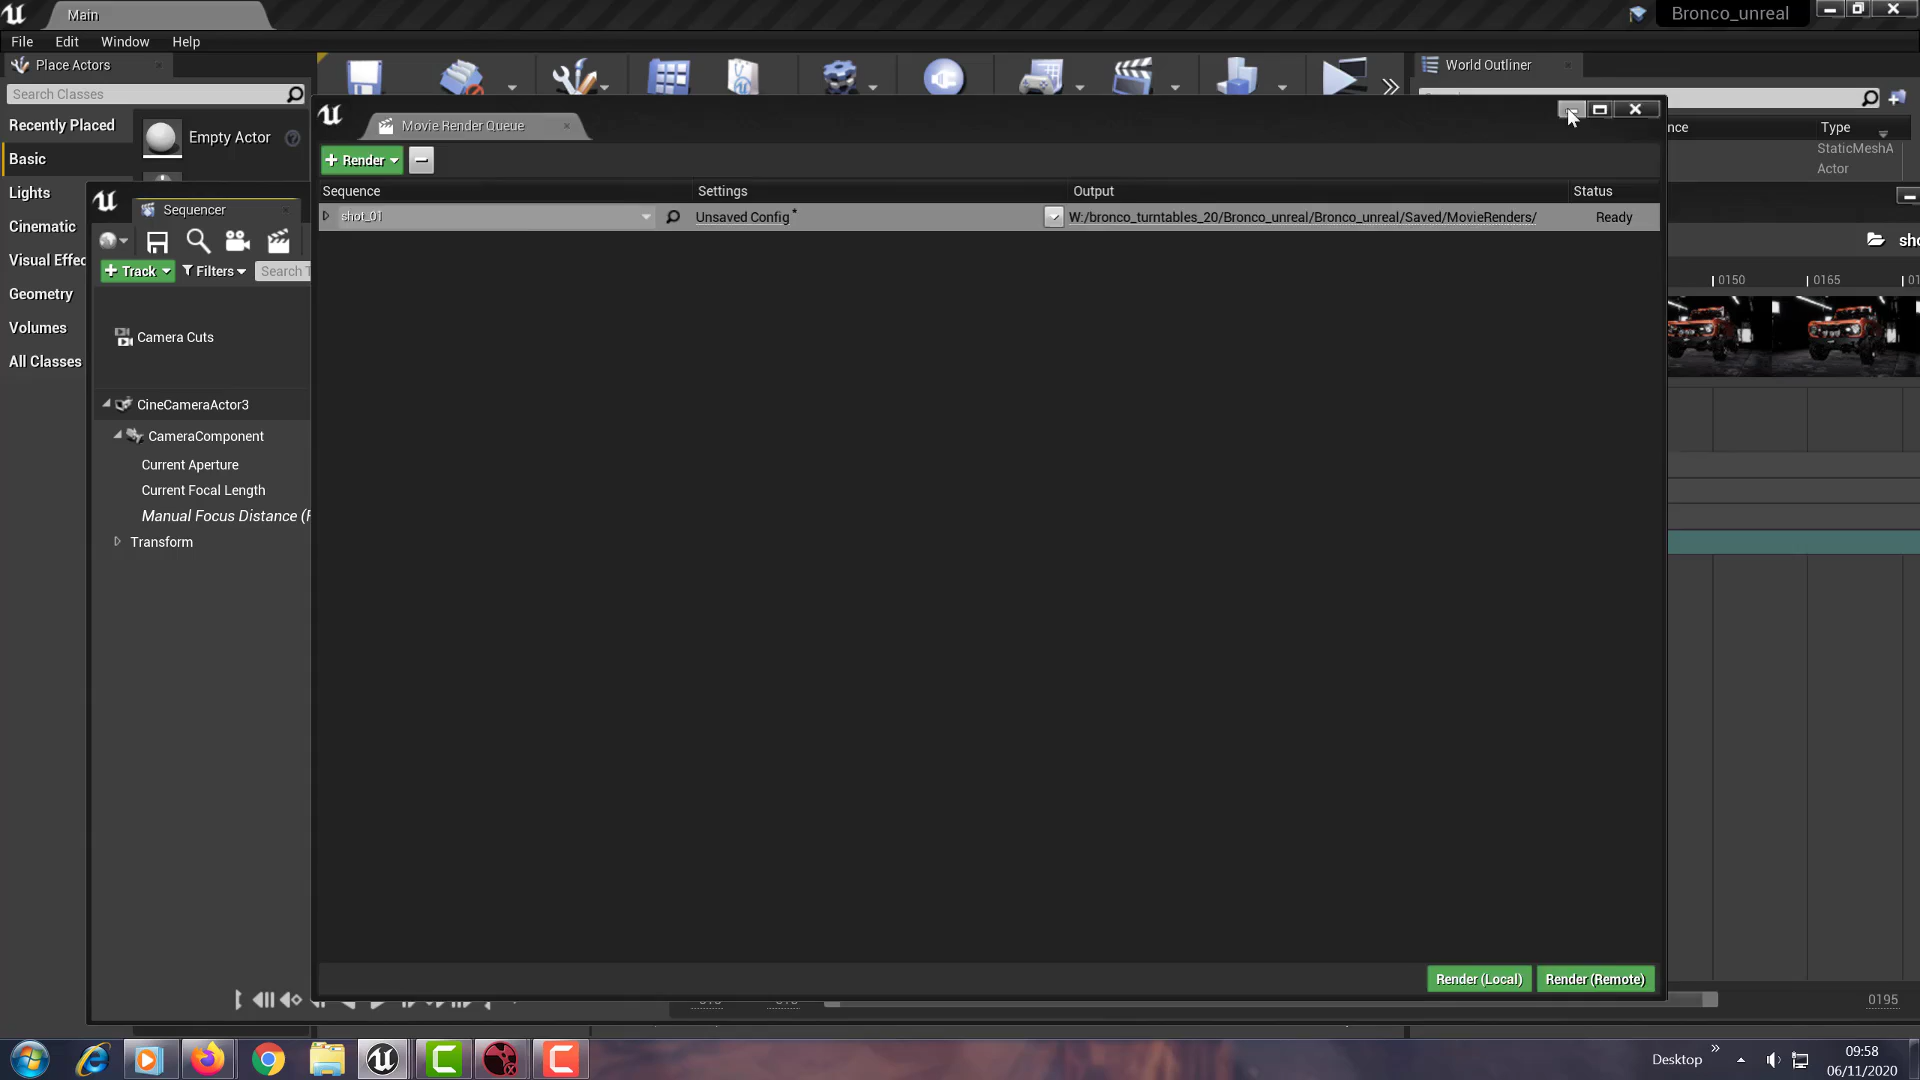 Main
Bronco_unreal
File Edit Window Help
Place Actors
World Outliner
Search Classes
Movie Render Queue
Recently Placed
Empty Actor
nce
Type
StaticMeshA
Actor
Basic
Render
Lights
Sequence Settings Output Status
Sequencer
shot_01
Unsaved Config*
W:/bronco_turntables_20/Bronco_unreal/Bronco_unreal/Saved/MovieRenders/
Ready
Cinematic
sho
Visual Effec
Track Filters Search T
0150 0165 01
Geometry
Volumes
Camera Cuts
All Classes
CineCameraActor3
CameraComponent
Current Aperture
Current Focal Length
Manual Focus Distance (F
Transform
Render (Local) Render (Remote)
0195
Desktop
09:58
06/11/2020